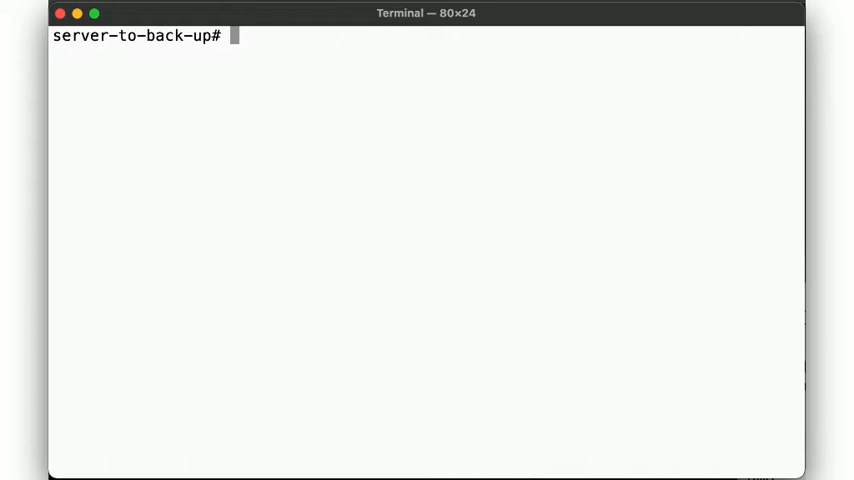 Terminal — 80×24
server-to-back-up#